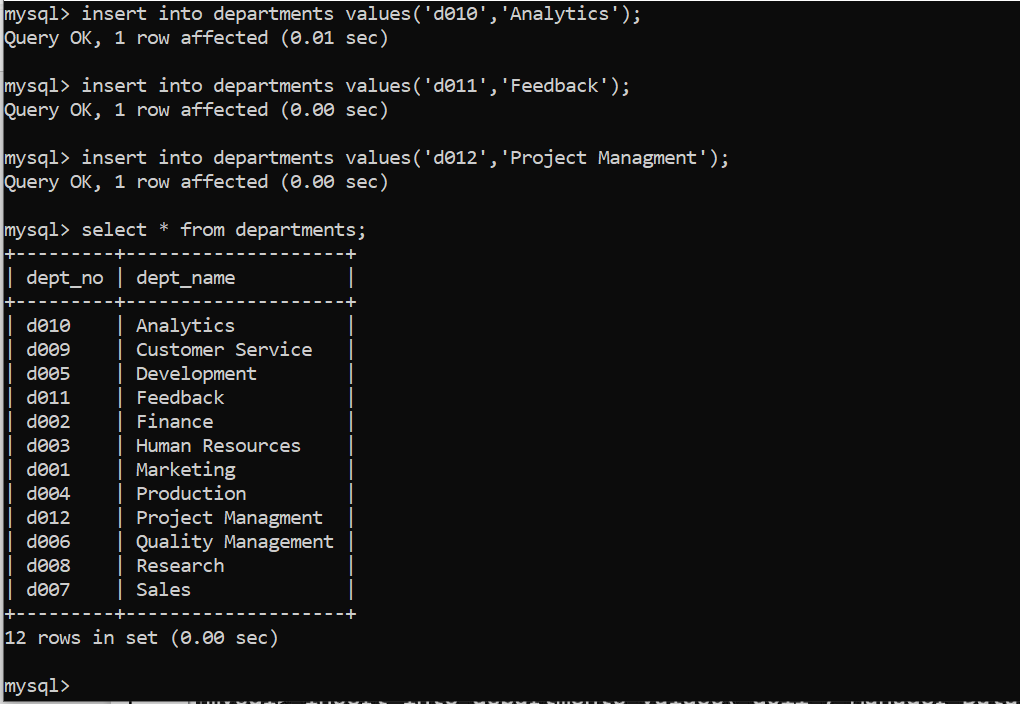 mysql> insert into departments values('d010','Analytics');
Query OK, 1 row affected (0.01 sec)
mysql> insert into departments values('d011','Feedback');
Query OK, 1 row affected (0.00 sec)
mysql> insert into departments values('d012','Project Managment');
Query OK, 1 row affected (0.00 sec)
mysql> select * from departments;
+---------+--------------------+
| dept_no | dept_name          |
+---------+--------------------+
| d010    | Analytics          |
| d009    | Customer Service   |
| d005    | Development        |
| d011    | Feedback           |
| d002    | Finance            |
| d003    | Human Resources    |
| d001    | Marketing          |
| d004    | Production         |
| d012    | Project Managment  |
| d006    | Quality Management |
| d008    | Research           |
| d007    | Sales              |
+---------+--------------------+
12 rows in set (0.00 sec)
mysql>